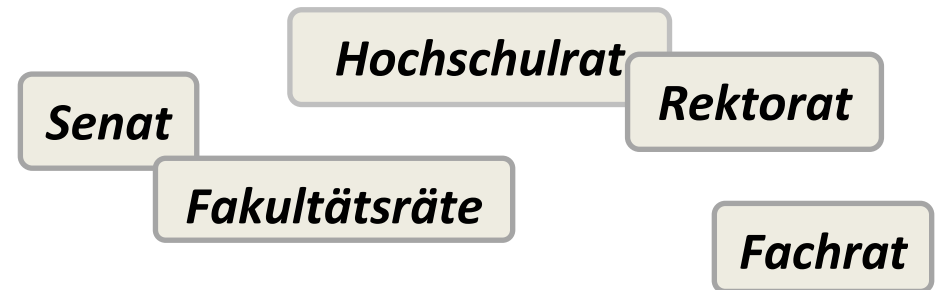 Hochschulrat
Rektorat
Senat
Fakultätsräte
Fachrat